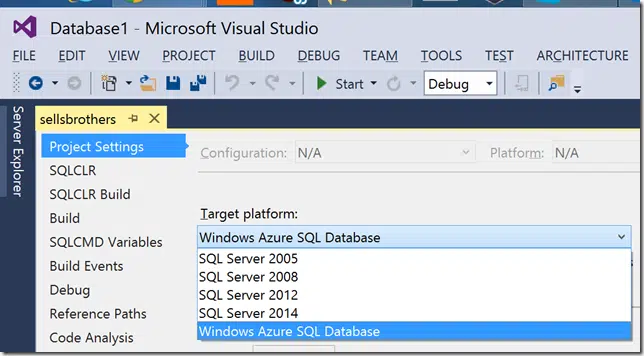 Database1 - Microsoft Visual Studio
FILE EDIT VIEW PROJECT BUILD DEBUG TEAM TOOLS TEST ARCHITECTURE
Start Debug
Server Explorer
sellsbrothers
Project Settings
SQLCLR
SQLCLR Build
Build
SQLCMD Variables
Build Events
Debug
Reference Paths
Code Analysis
Configuration: N/A Platform: N/A
Target platform:
Windows Azure SQL Database
SQL Server 2005
SQL Server 2008
SQL Server 2012
SQL Server 2014
Windows Azure SQL Database